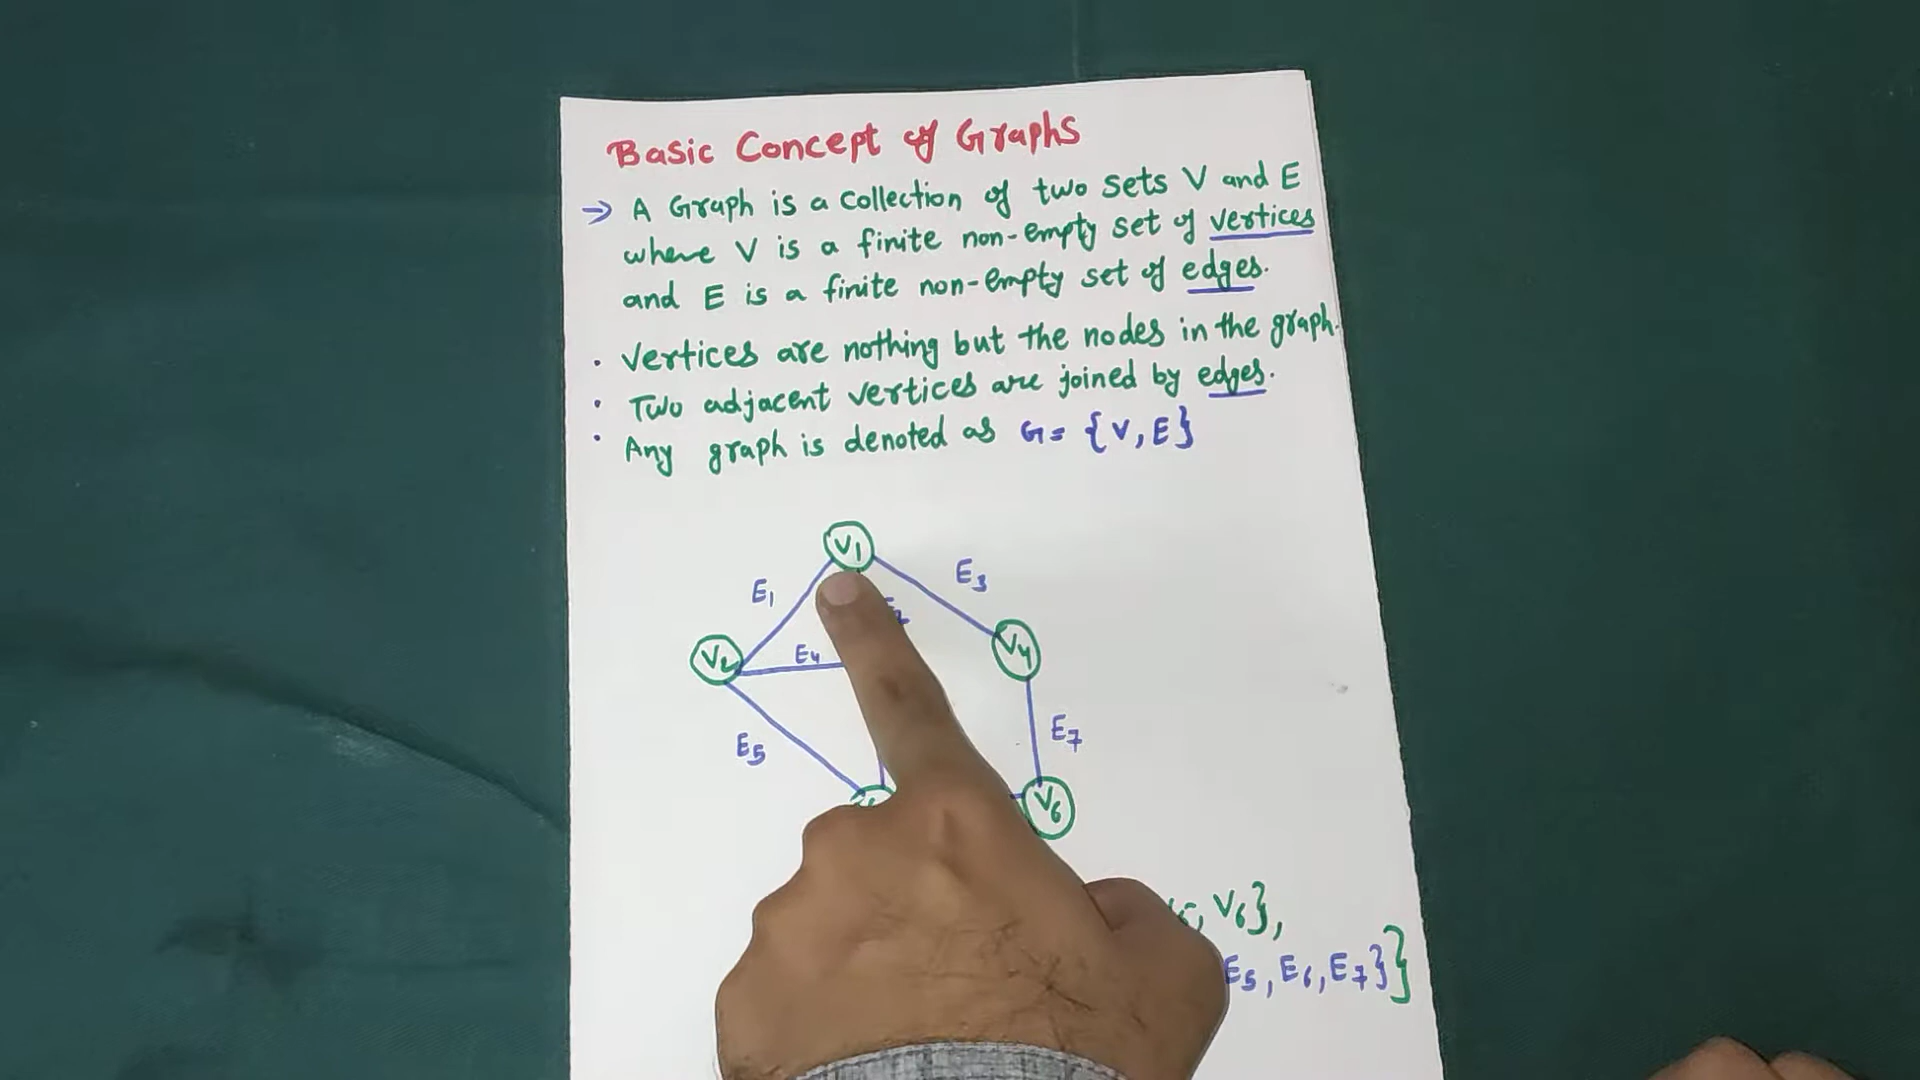 Basic Concept of Graphs
→ A Graph is a Collection of two sets V and E
where V is a finite non-empty set of vertices
and E is a finite non-empty set of edges.
. Vertices are nothing but the nodes in the graph.
. Two adjacent vertices are joined by edges.
. Any graph is denoted as G = {V, E}
V1
E1
E3
V2
E4
V4
E5
E7
V6
V6},
E5, E6, E7}}